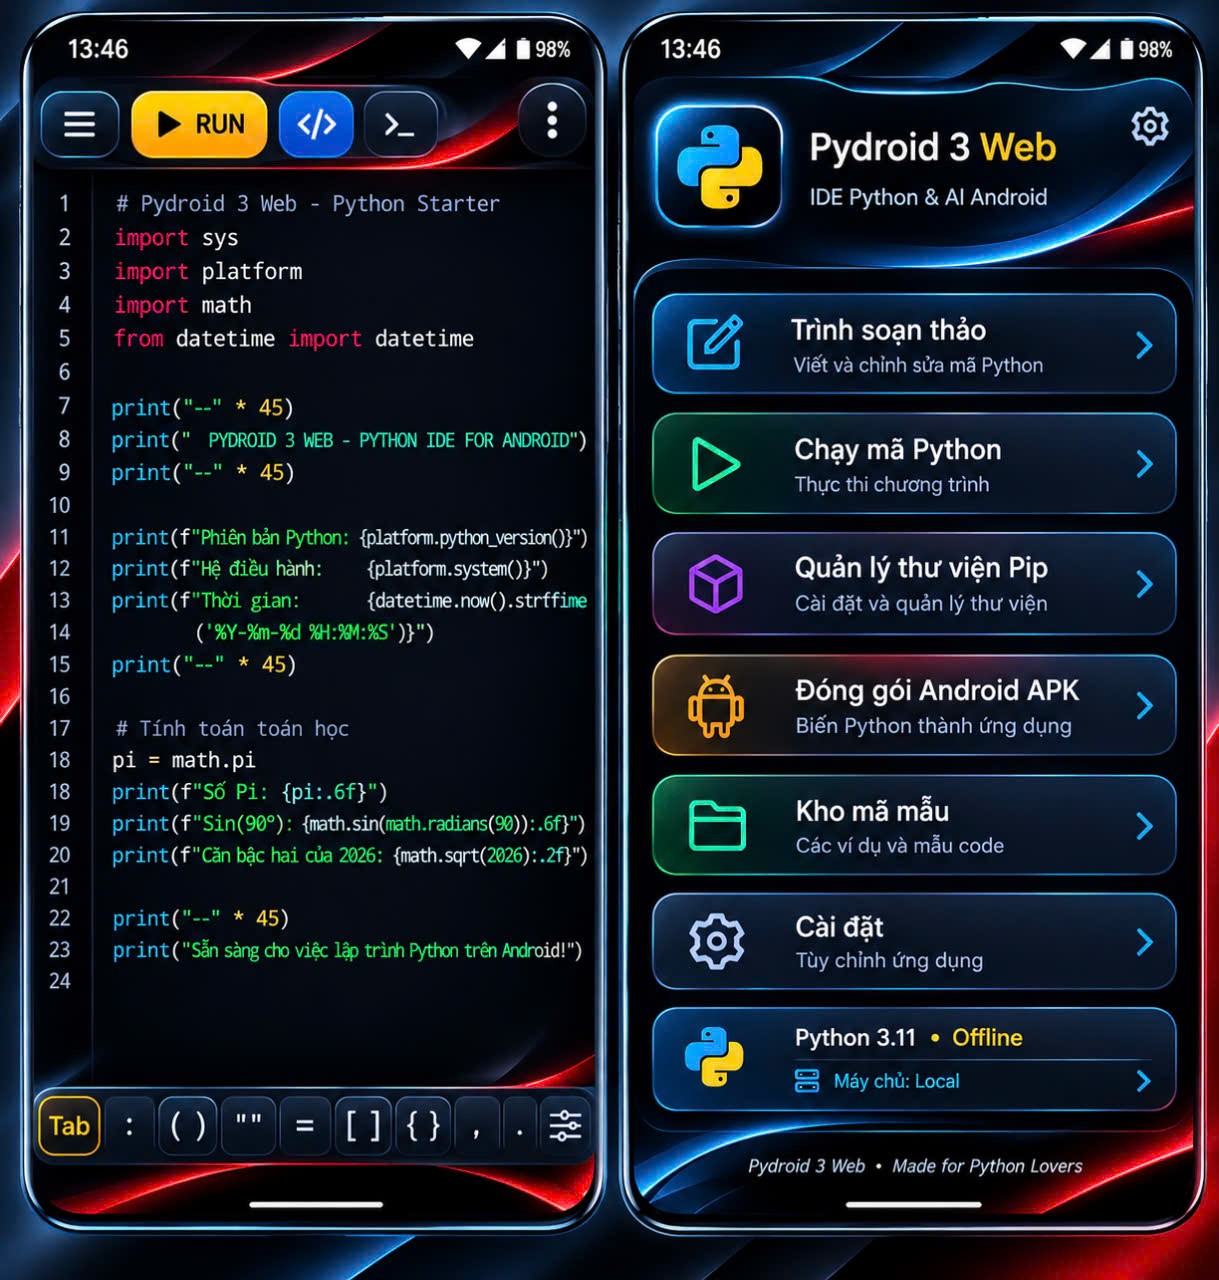 13:46
98%
RUN
</>
>_
1 # Pydroid 3 Web - Python Starter
2 import sys
3 import platform
4 import math
5 from datetime import datetime
6
7 print("--" * 45)
8 print("  PYDROID 3 WEB - PYTHON IDE FOR ANDROID")
9 print("--" * 45)
10
11 print(f"Phiên bản Python: {platform.python_version()}")
12 print(f"Hệ điều hành:    {platform.system()}")
13 print(f"Thời gian:      {datetime.now().strffime
14 ('%Y-%m-%d %H:%M:%S')}")
15 print("--" * 45)
16
17 # Tính toán toán học
18 pi = math.pi
18 print(f"Số Pi: {pi:.6f}")
19 print(f"Sin(90°): {math.sin(math.radians(90)):.6f}")
20 print(f"Căn bậc hai của 2026: {math.sqrt(2026):.2f}")
21
22 print("--" * 45)
23 print("Sẵn sàng cho việc lập trình Python trên Android!")
24
Tab : ( ) "" = [ ] { } , .
13:46
98%
Pydroid 3 Web
IDE Python & AI Android
Trình soạn thảo
Viết và chỉnh sửa mã Python
Chạy mã Python
Thực thi chương trình
Quản lý thư viện Pip
Cài đặt và quản lý thư viện
Đóng gói Android APK
Biến Python thành ứng dụng
Kho mã mẫu
Các ví dụ và mẫu code
Cài đặt
Tùy chỉnh ứng dụng
Python 3.11 • Offline
Máy chủ: Local
Pydroid 3 Web • Made for Python Lovers